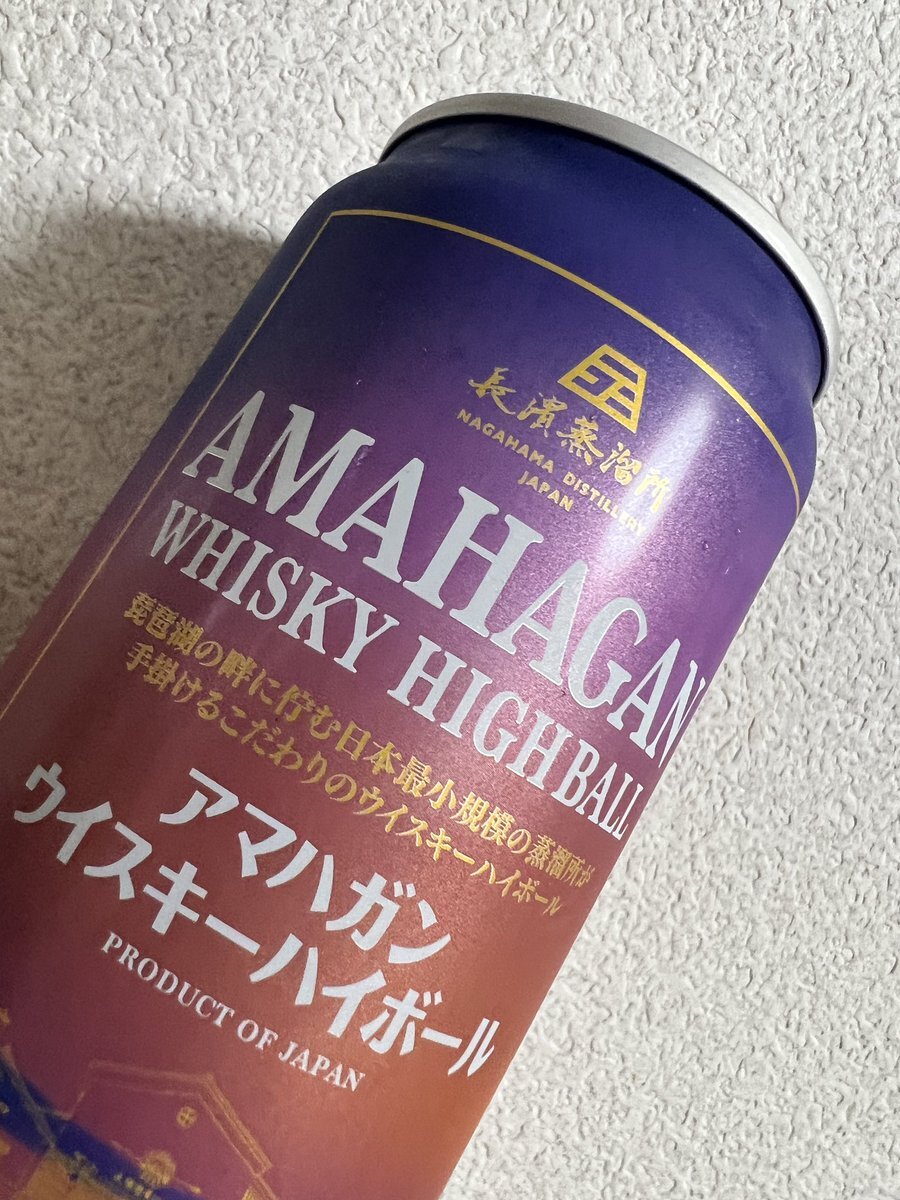 長濱蒸溜所
NAGAHAMA DISTILLERY
JAPAN
AMAHAGAN
WHISKY HIGHBALL
琵琶湖の畔に佇む日本最小規模の蒸溜所が
手掛けるこだわりのウイスキーハイボール
アマハガン
ウイスキーハイボール
PRODUCT OF JAPAN